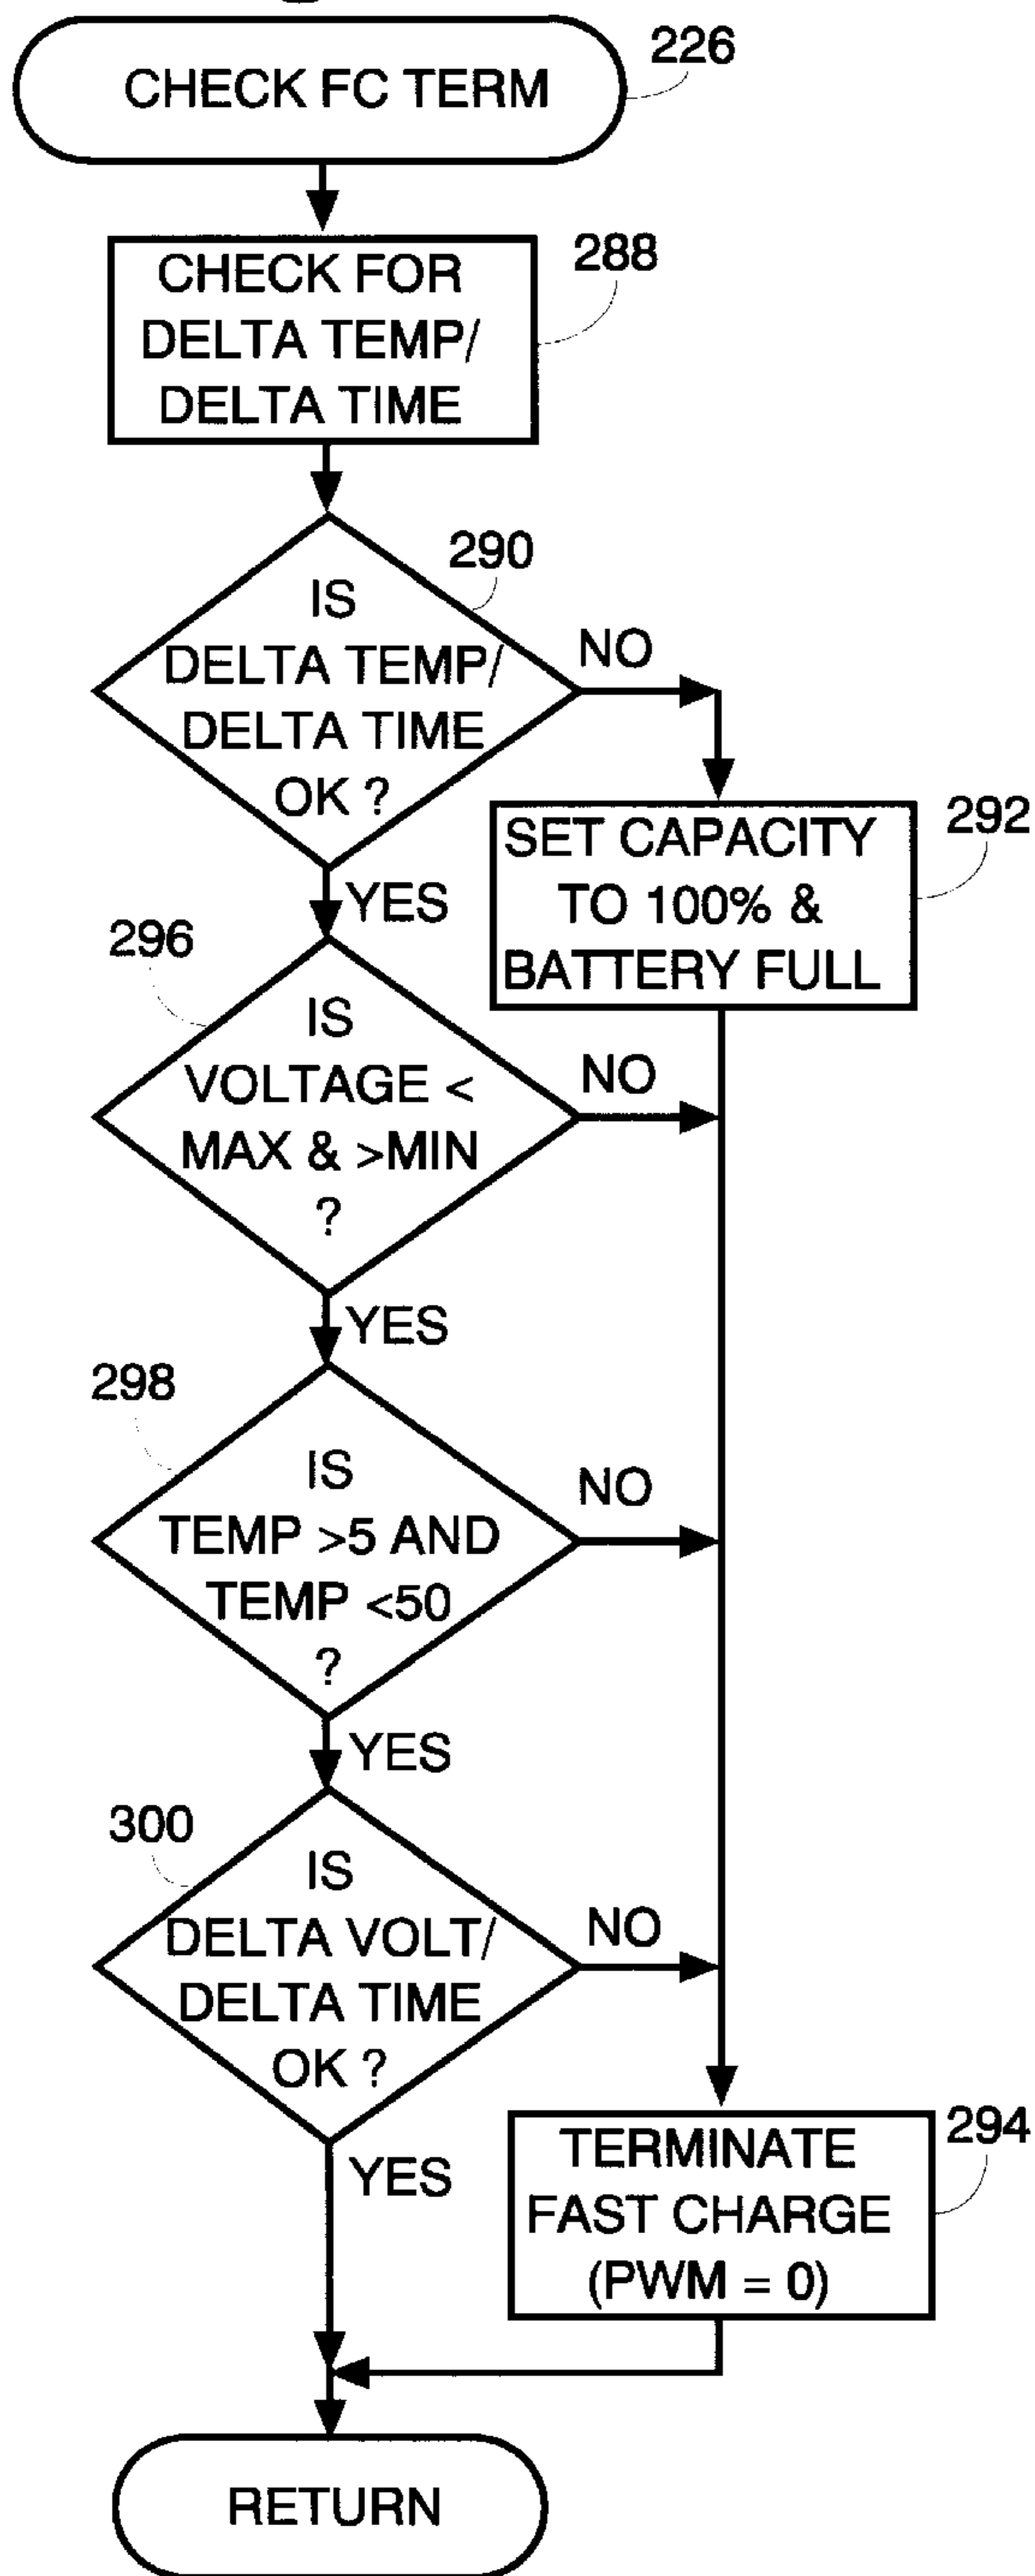 CHECK FC TERM
226
CHECK FOR
DELTA TEMP/
DELTA TIME
288
290
IS
DELTA TEMP/
DELTA TIME
OK ?
NO
SET CAPACITY
TO 100% &
BATTERY FULL
292
YES
296
IS
VOLTAGE <
MAX & >MIN
?
NO
YES
298
IS
TEMP >5 AND
TEMP <50
?
NO
YES
300
IS
DELTA VOLT/
DELTA TIME
OK ?
NO
YES
TERMINATE
FAST CHARGE
(PWM = 0)
294
RETURN